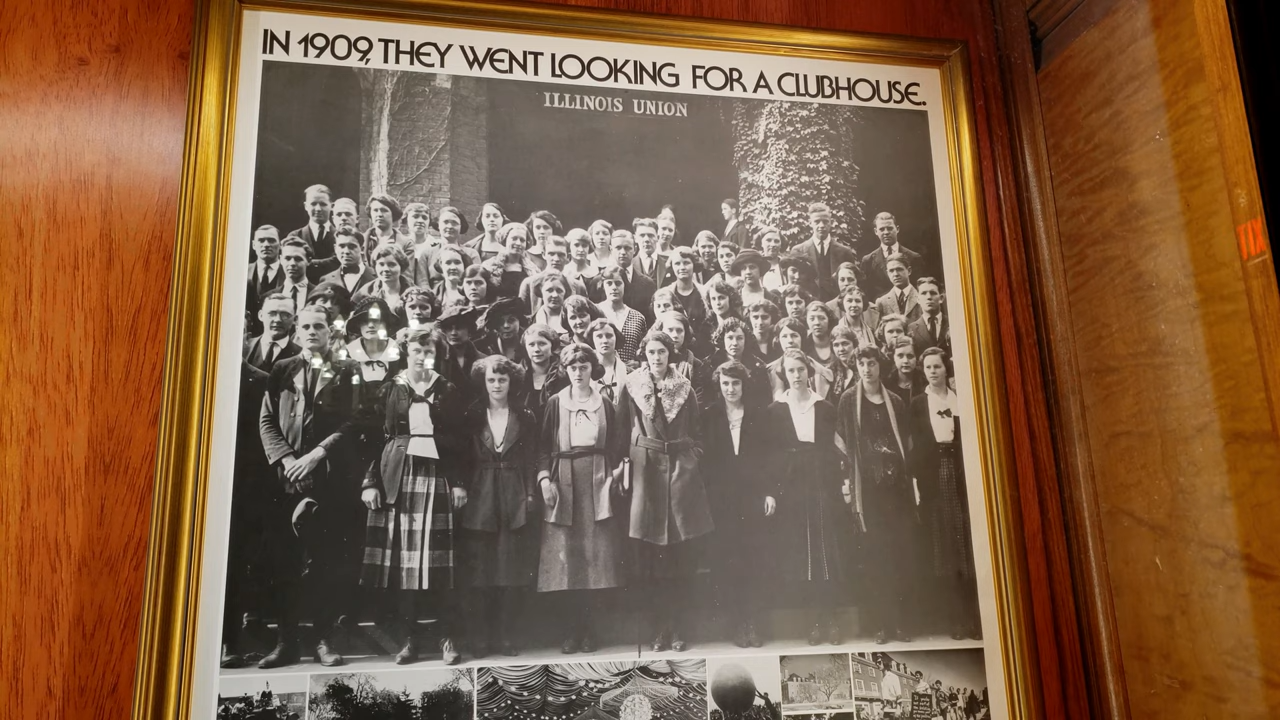 IN 1909, THEY WENT LOOKING FOR A CLUBHOUSE.
ILLINOIS UNION